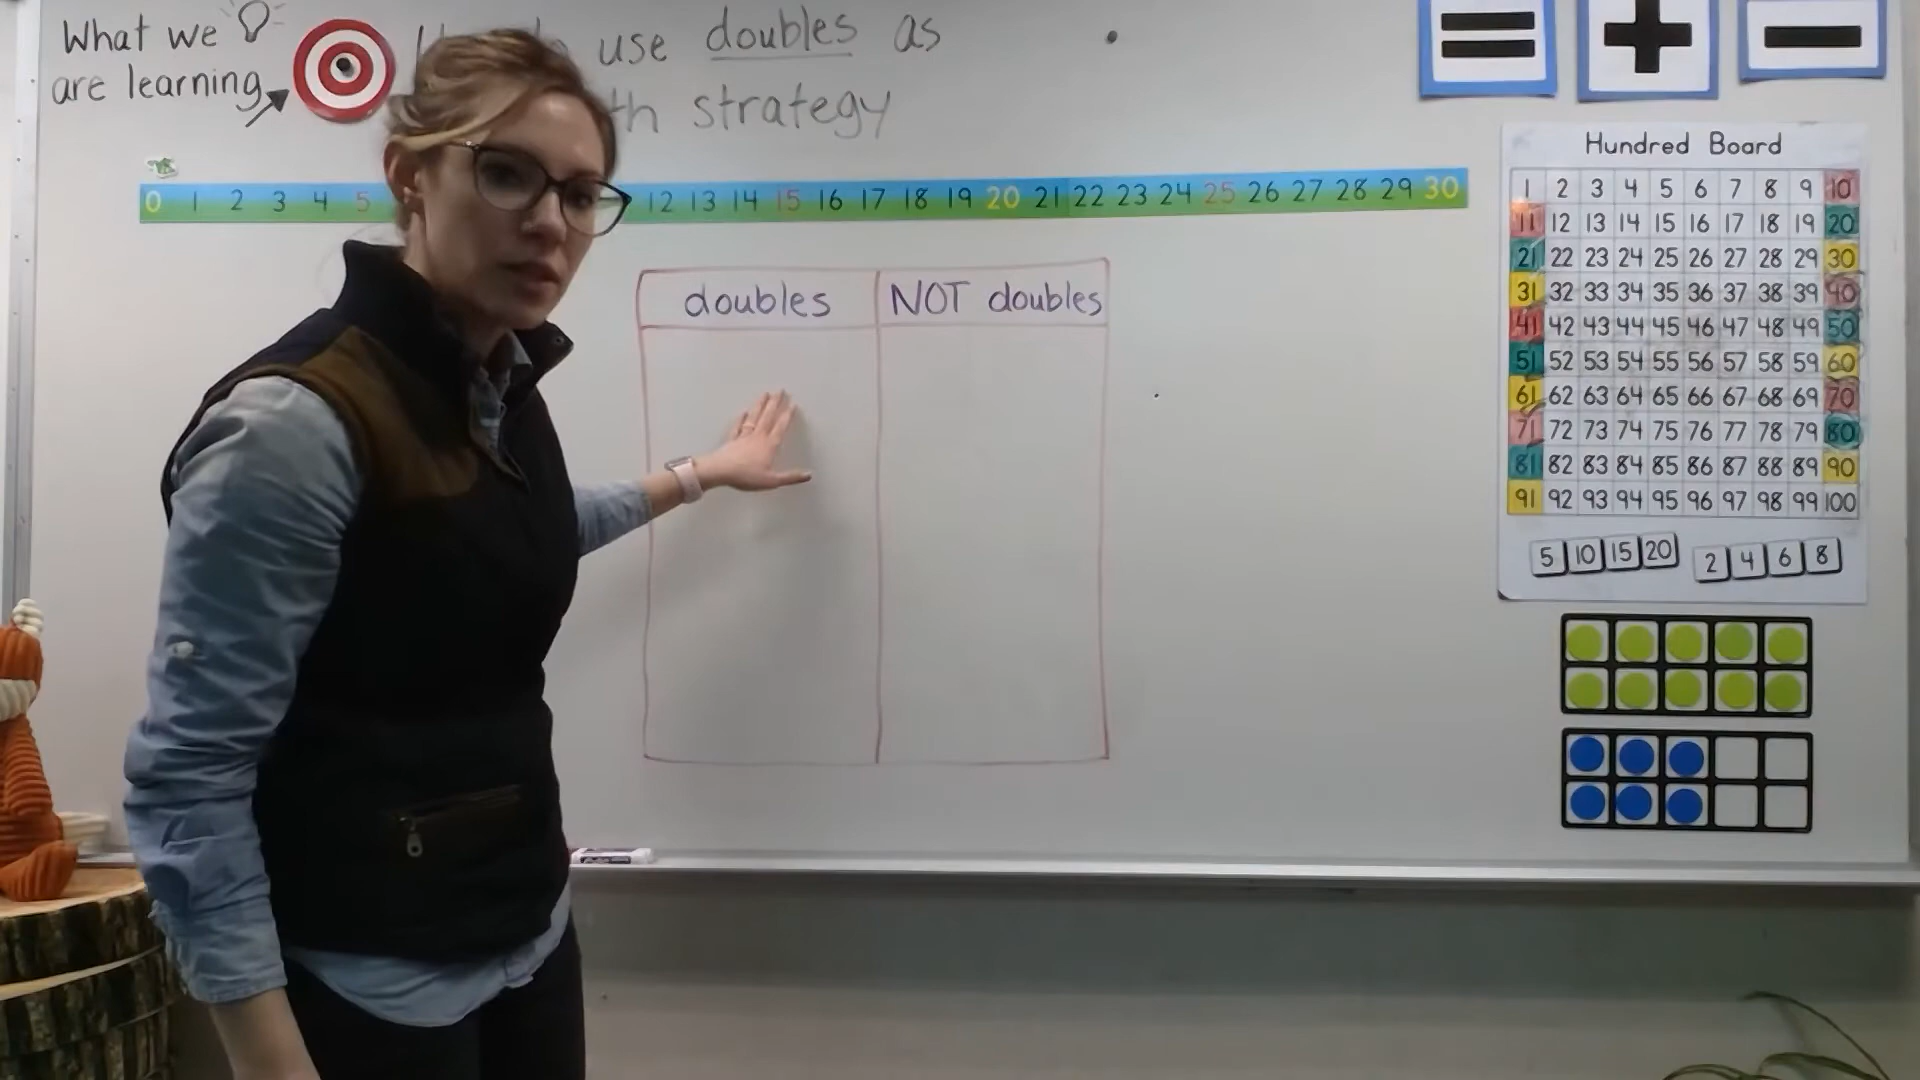 What we
are learning
use doubles as
strategy
0 1 2 3 4 5 12 13 14 15 16 17 18 19 20 21 22 23 24 25 26 27 28 29 30
doubles NOT doubles
= + −
Hundred Board
1 2 3 4 5 6 7 8 9 10
11 12 13 14 15 16 17 18 19 20
21 22 23 24 25 26 27 28 29 30
31 32 33 34 35 36 37 38 39 40
41 42 43 44 45 46 47 48 49 50
51 52 53 54 55 56 57 58 59 60
61 62 63 64 65 66 67 68 69 70
71 72 73 74 75 76 77 78 79 80
81 82 83 84 85 86 87 88 89 90
91 92 93 94 95 96 97 98 99 100
5 10 15 20 2 4 6 8